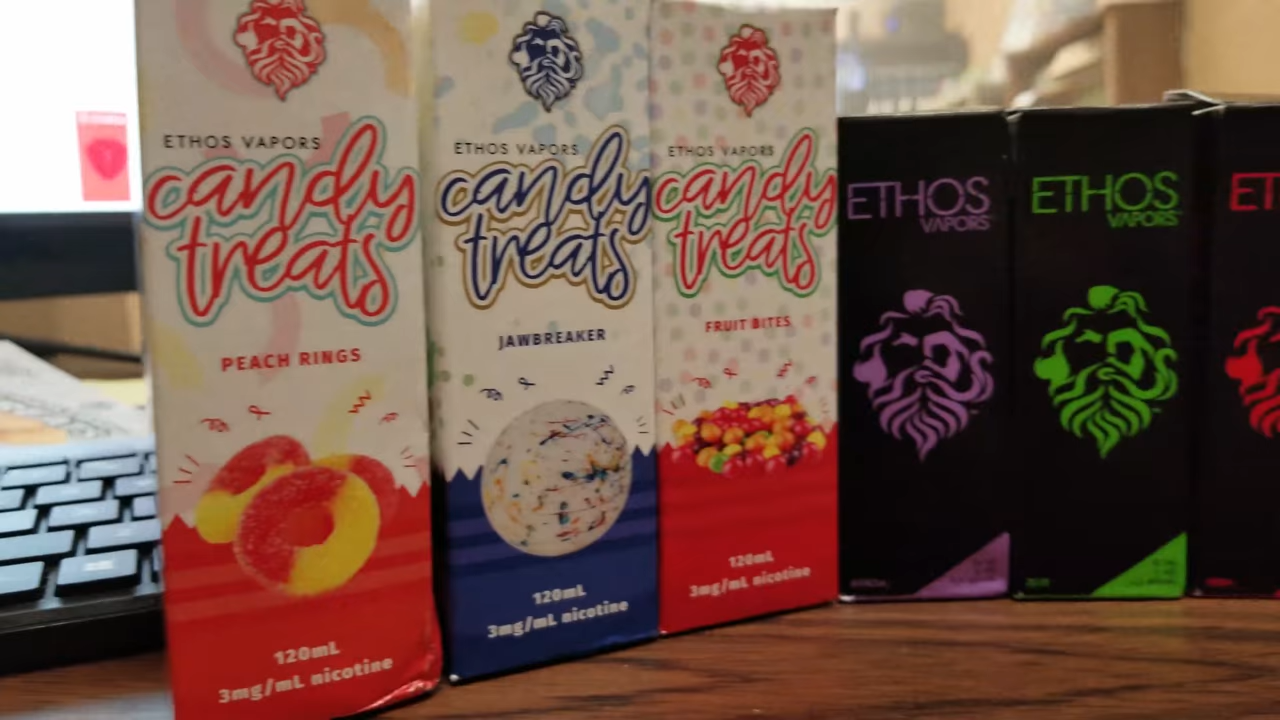 ETHOS VAPORS
candy
treats
PEACH RINGS
120mL
3mg/mL nicotine
ETHOS VAPORS
candy
treats
JAWBREAKER
120mL
3mg/mL nicotine
ETHOS VAPORS
candy
treats
FRUIT BITES
120mL
3mg/mL nicotine
ETHOS
VAPORS
ETHOS
VAPORS
ET